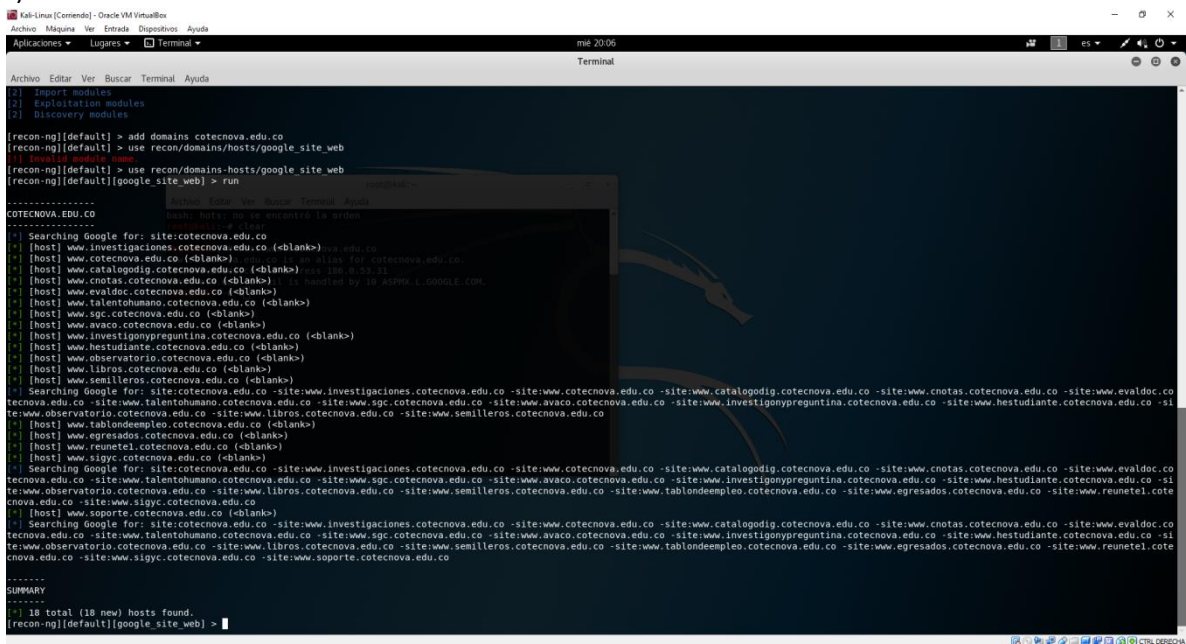 Kali-Linux [Corriendo] - Oracle VM VirtualBox
Archivo Máquina Ver Entrada Dispositivos Ayuda
Aplicaciones Lugares Terminal mié 20:06 1 es
Terminal
Archivo Editar Ver Buscar Terminal Ayuda
[2] Import modules
[2] Exploitation modules
[2] Discovery modules
[recon-ng][default] > add domains cotecnova.edu.co
[recon-ng][default] > use recon/domains/hosts/google_site_web
[!] Invalid module name.
[recon-ng][default] > use recon/domains-hosts/google_site_web
[recon-ng][default][google_site_web] > run
----------------
COTECNOVA.EDU.CO
----------------
[*] Searching Google for: site:cotecnova.edu.co
[*] [host] www.investigaciones.cotecnova.edu.co (<blank>)
[*] [host] www.cotecnova.edu.co (<blank>)
[*] [host] www.catalogodig.cotecnova.edu.co (<blank>)
[*] [host] www.cnotas.cotecnova.edu.co (<blank>)
[*] [host] www.evaldoc.cotecnova.edu.co (<blank>)
[*] [host] www.talentohumano.cotecnova.edu.co (<blank>)
[*] [host] www.sgc.cotecnova.edu.co (<blank>)
[*] [host] www.avaco.cotecnova.edu.co (<blank>)
[*] [host] www.investigonypreguntina.cotecnova.edu.co (<blank>)
[*] [host] www.hestudiante.cotecnova.edu.co (<blank>)
[*] [host] www.observatorio.cotecnova.edu.co (<blank>)
[*] [host] www.libros.cotecnova.edu.co (<blank>)
[*] [host] www.semilleros.cotecnova.edu.co (<blank>)
[*] Searching Google for: site:cotecnova.edu.co -site:www.investigaciones.cotecnova.edu.co -site:www.cotecnova.edu.co -site:www.catalogodig.cotecnova.edu.co -site:www.cnotas.cotecnova.edu.co -site:www.evaldoc.co
tecnova.edu.co -site:www.talentohumano.cotecnova.edu.co -site:www.sgc.cotecnova.edu.co -site:www.avaco.cotecnova.edu.co -site:www.investigonypreguntina.cotecnova.edu.co -site:www.hestudiante.cotecnova.edu.co -si
te:www.observatorio.cotecnova.edu.co -site:www.libros.cotecnova.edu.co -site:www.semilleros.cotecnova.edu.co
[*] [host] www.tablondeempleo.cotecnova.edu.co (<blank>)
[*] [host] www.egresados.cotecnova.edu.co (<blank>)
[*] [host] www.reunete1.cotecnova.edu.co (<blank>)
[*] [host] www.sigyc.cotecnova.edu.co (<blank>)
[*] Searching Google for: site:cotecnova.edu.co -site:www.investigaciones.cotecnova.edu.co -site:www.cotecnova.edu.co -site:www.catalogodig.cotecnova.edu.co -site:www.cnotas.cotecnova.edu.co -site:www.evaldoc.co
tecnova.edu.co -site:www.talentohumano.cotecnova.edu.co -site:www.sgc.cotecnova.edu.co -site:www.avaco.cotecnova.edu.co -site:www.investigonypreguntina.cotecnova.edu.co -site:www.hestudiante.cotecnova.edu.co -si
te:www.observatorio.cotecnova.edu.co -site:www.libros.cotecnova.edu.co -site:www.semilleros.cotecnova.edu.co -site:www.tablondeempleo.cotecnova.edu.co -site:www.egresados.cotecnova.edu.co -site:www.reunete1.cote
cnova.edu.co -site:www.sigyc.cotecnova.edu.co
[*] [host] www.soporte.cotecnova.edu.co (<blank>)
[*] Searching Google for: site:cotecnova.edu.co -site:www.investigaciones.cotecnova.edu.co -site:www.cotecnova.edu.co -site:www.catalogodig.cotecnova.edu.co -site:www.cnotas.cotecnova.edu.co -site:www.evaldoc.co
tecnova.edu.co -site:www.talentohumano.cotecnova.edu.co -site:www.sgc.cotecnova.edu.co -site:www.avaco.cotecnova.edu.co -site:www.investigonypreguntina.cotecnova.edu.co -site:www.hestudiante.cotecnova.edu.co -si
te:www.observatorio.cotecnova.edu.co -site:www.libros.cotecnova.edu.co -site:www.semilleros.cotecnova.edu.co -site:www.tablondeempleo.cotecnova.edu.co -site:www.egresados.cotecnova.edu.co -site:www.reunete1.cote
cnova.edu.co -site:www.sigyc.cotecnova.edu.co -site:www.soporte.cotecnova.edu.co
-------
SUMMARY
-------
[*] 18 total (18 new) hosts found.
[recon-ng][default][google_site_web] >
CTRL DERECHA